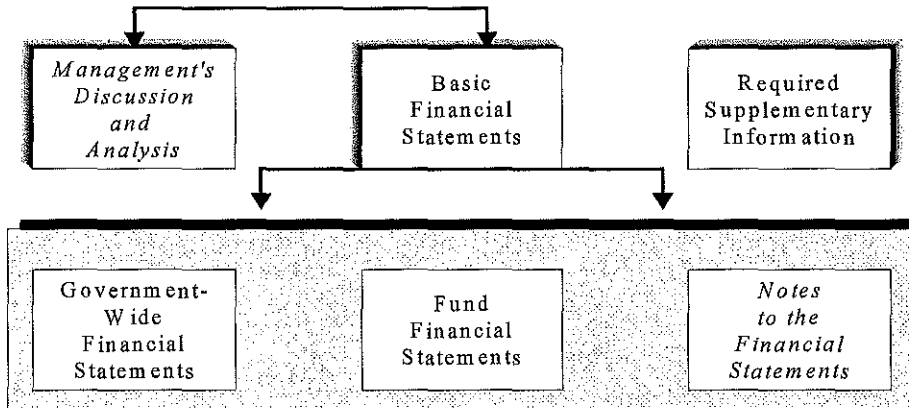 Management's
Discussion
and
Analysis
Basic
Financial
Statements
Required
Supplementary
Information
Government-
Wide
Financial
Statements
Fund
Financial
Statements
Notes
to the
Financial
Statements